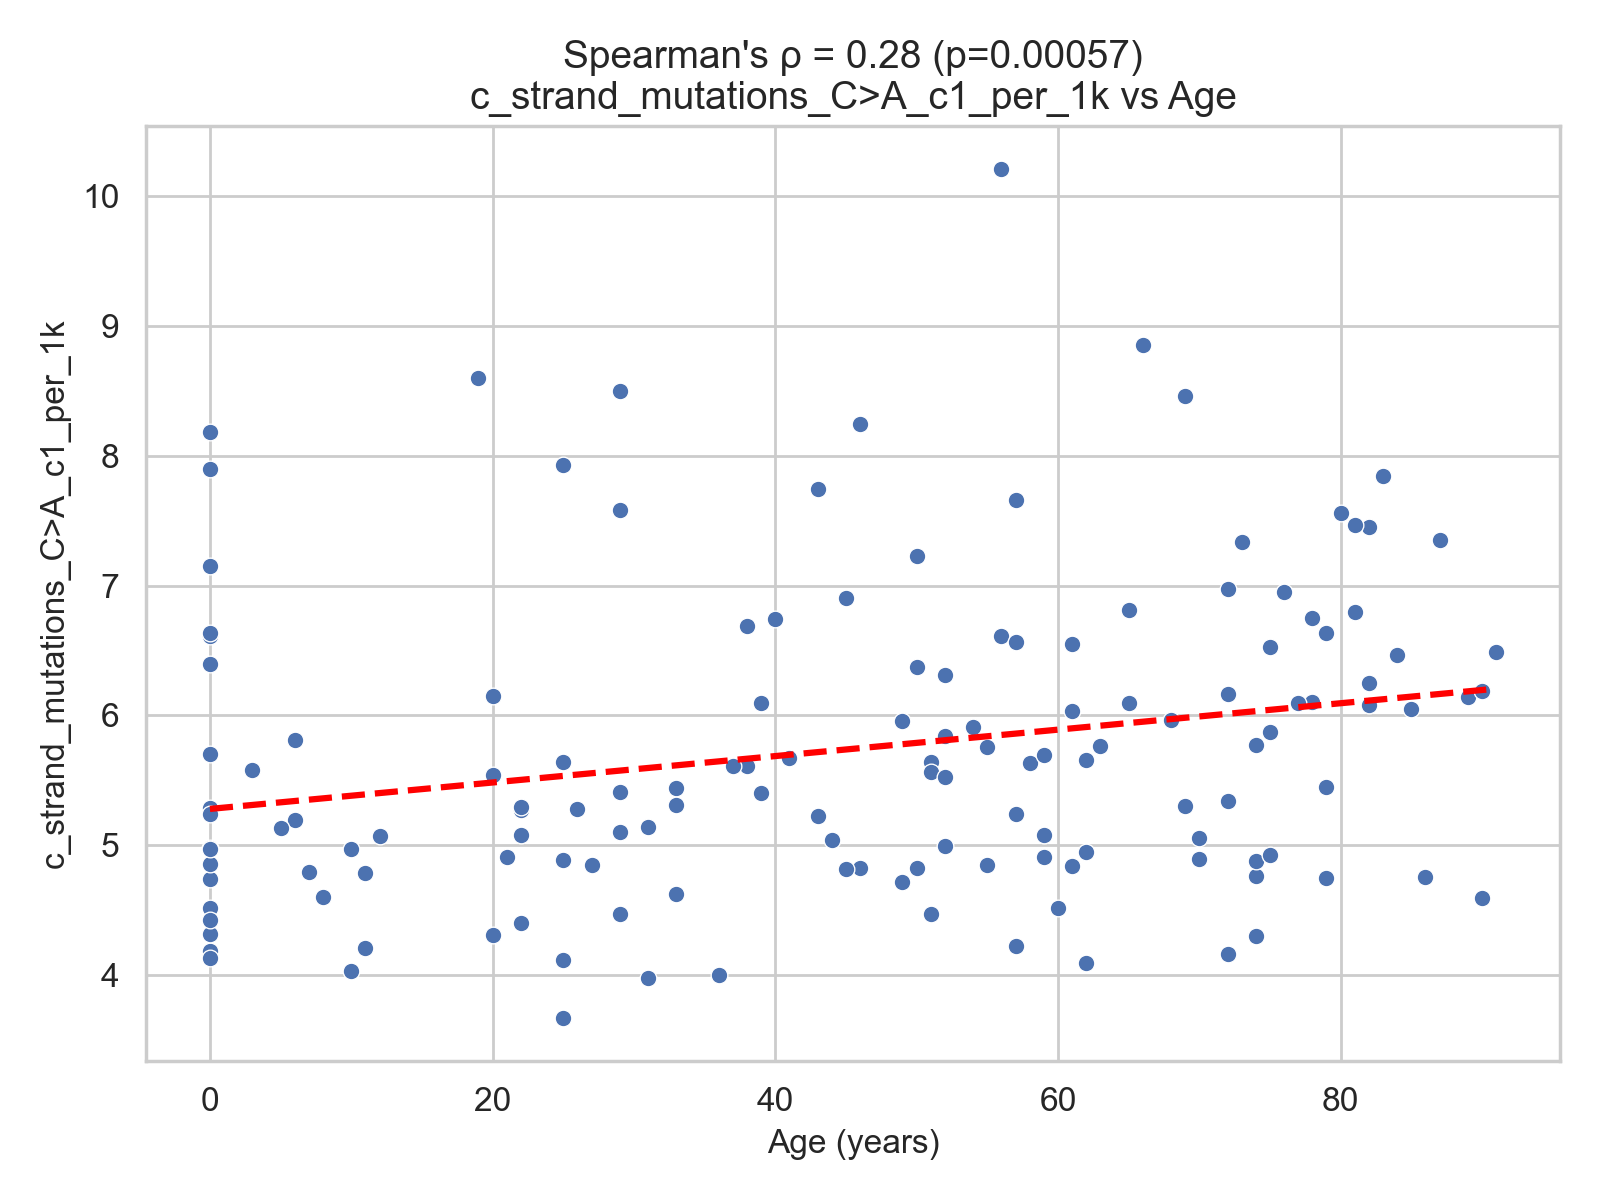 Spearman's ρ = 0.28 (p=0.00057)
c_strand_mutations_C>A_c1_per_1k vs Age
c_strand_mutations_C>A_c1_per_1k
10
9
8
7
6
5
4
0 20 40 60 80
Age (years)